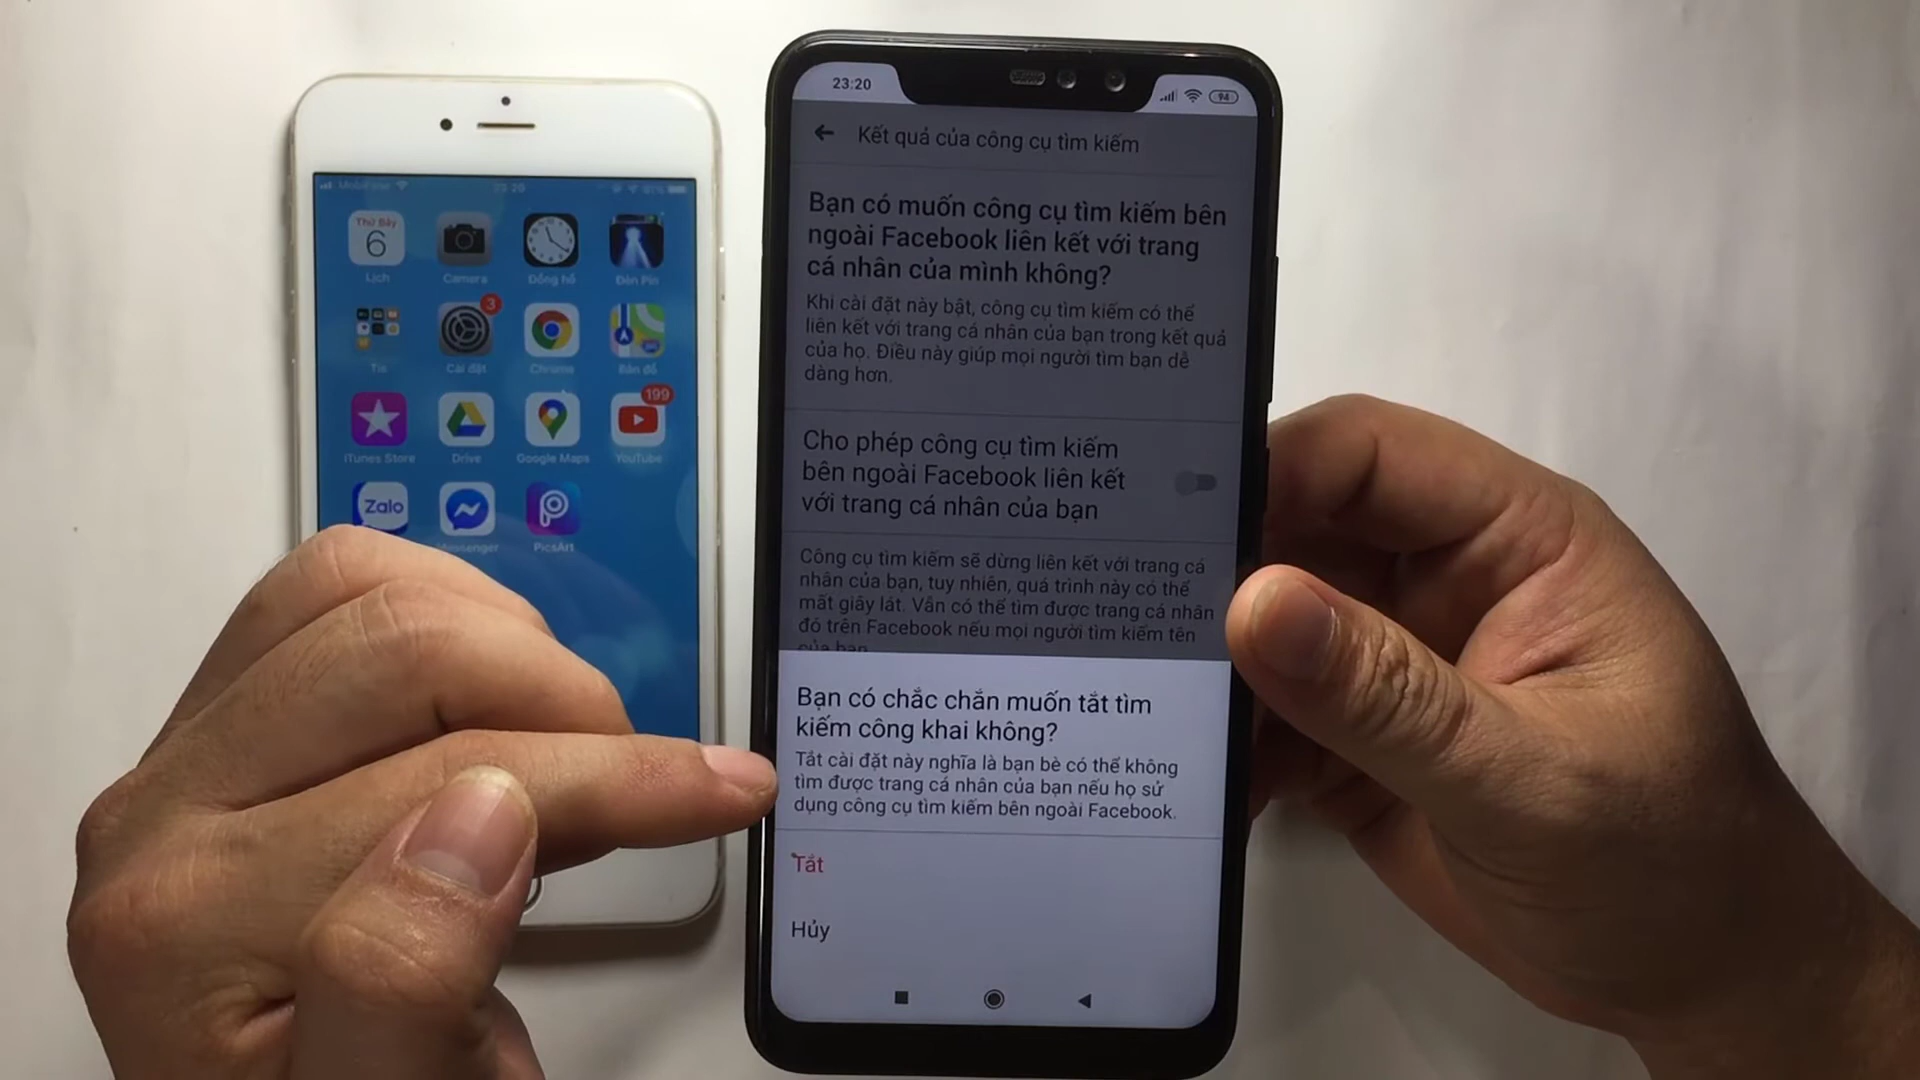 Thứ Bảy
6
Lịch
Camera
Đồng hồ
Đèn Pin
3
Cài đặt
Chrome
Bản đồ
199
iTunes Store
Drive
Google Maps
YouTube
Zalo
PicsArt
23:20
94
Kết quả của công cụ tìm kiếm
Bạn có muốn công cụ tìm kiếm bên
ngoài Facebook liên kết với trang
cá nhân của mình không?
Khi cài đặt này bật, công cụ tìm kiếm có thể
liên kết với trang cá nhân của bạn trong kết quả
của họ. Điều này giúp mọi người tìm bạn dễ
dàng hơn.
Cho phép công cụ tìm kiếm
bên ngoài Facebook liên kết
với trang cá nhân của bạn
Công cụ tìm kiếm sẽ dừng liên kết với trang cá
nhân của bạn, tuy nhiên, quá trình này có thể
mất giây lát. Vẫn có thể tìm được trang cá nhân
đó trên Facebook nếu mọi người tìm kiếm tên
của bạn
Bạn có chắc chắn muốn tắt tìm
kiếm công khai không?
Tắt cài đặt này nghĩa là bạn bè có thể không
tìm được trang cá nhân của bạn nếu họ sử
dụng công cụ tìm kiếm bên ngoài Facebook.
Tắt
Hủy